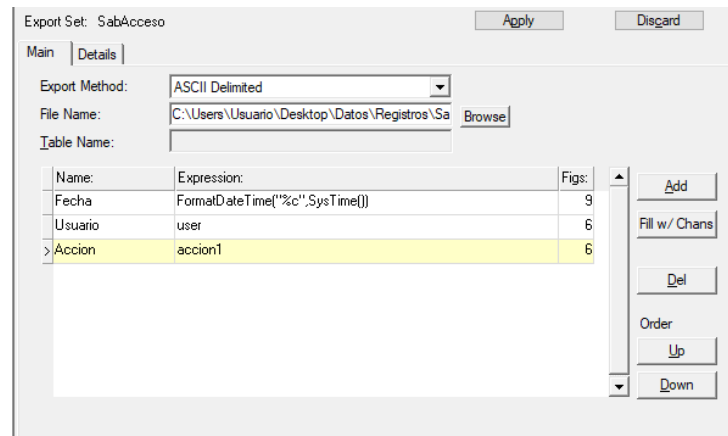 Export Set: SabAcceso Apply Discard
Main Details
Export Method: ASCII Delimited
File Name: C:\Users\Usuario\Desktop\Datos\Registros\Sa Browse
Table Name:
Name: Expression: Figs: Add
Fecha FormatDateTime("%c",SysTime()) 9
Usuario user 6 Fill w/ Chans
> Accion accion1 6
Del
Order
Up
Down